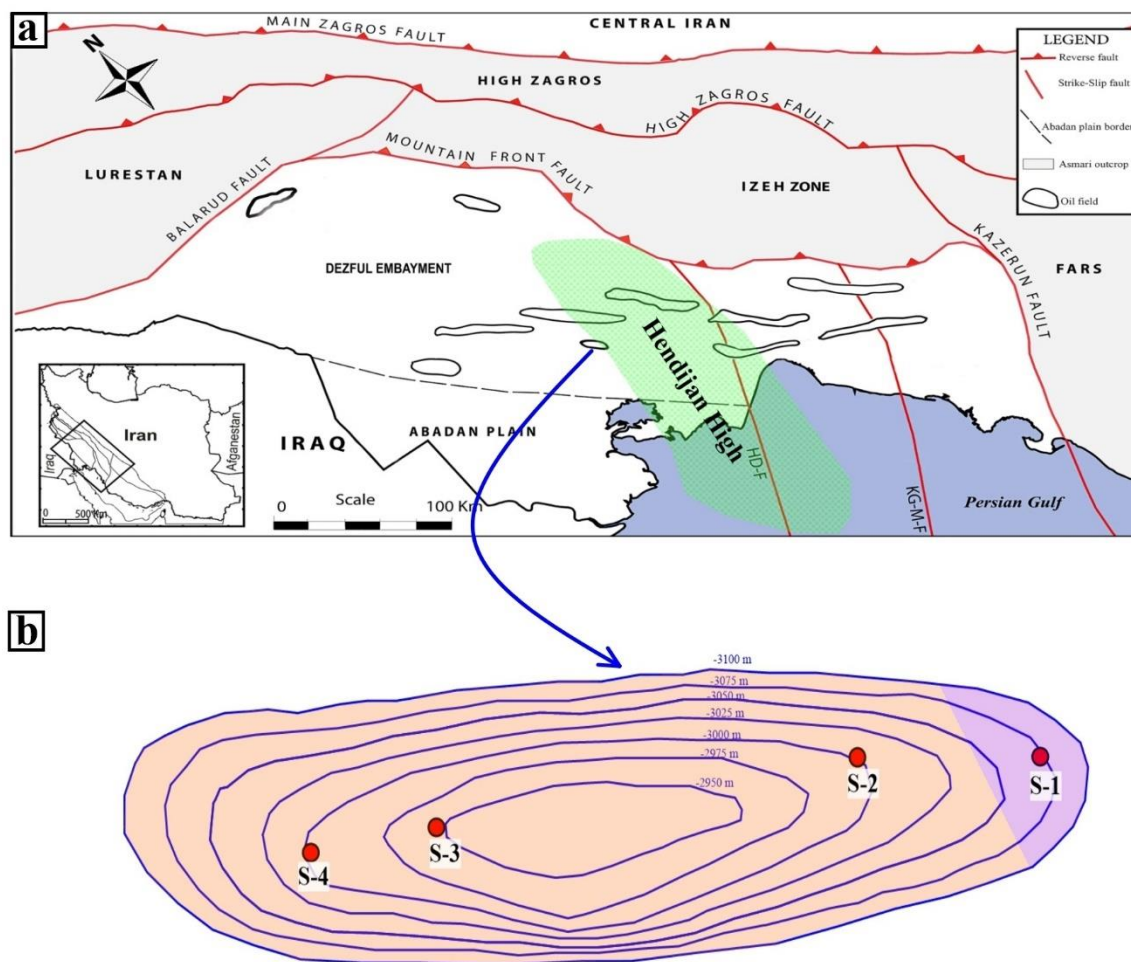 a
MAIN ZAGROS FAULT
CENTRAL IRAN
N
HIGH ZAGROS
HIGH ZAGROS FAULT
LURESTAN
BALARUD FAULT
MOUNTAIN FRONT FAULT
IZEH ZONE
KAZERUN FAULT
FARS
DEZFUL EMBAYMENT
Hendijan High
HD-F
KG-M-F
IRAQ
ABADAN PLAIN
Persian Gulf
0 Scale 100 Km
LEGEND
Reverse fault
Strike-Slip fault
Abadan plain border
Asmari outcrop
Oil field
Iran
Iraq
Afganestan
0 500 Km
b
-3100 m
-3075 m
-3050 m
-3025 m
-3000 m
-2975 m
-2950 m
S-1
S-2
S-3
S-4